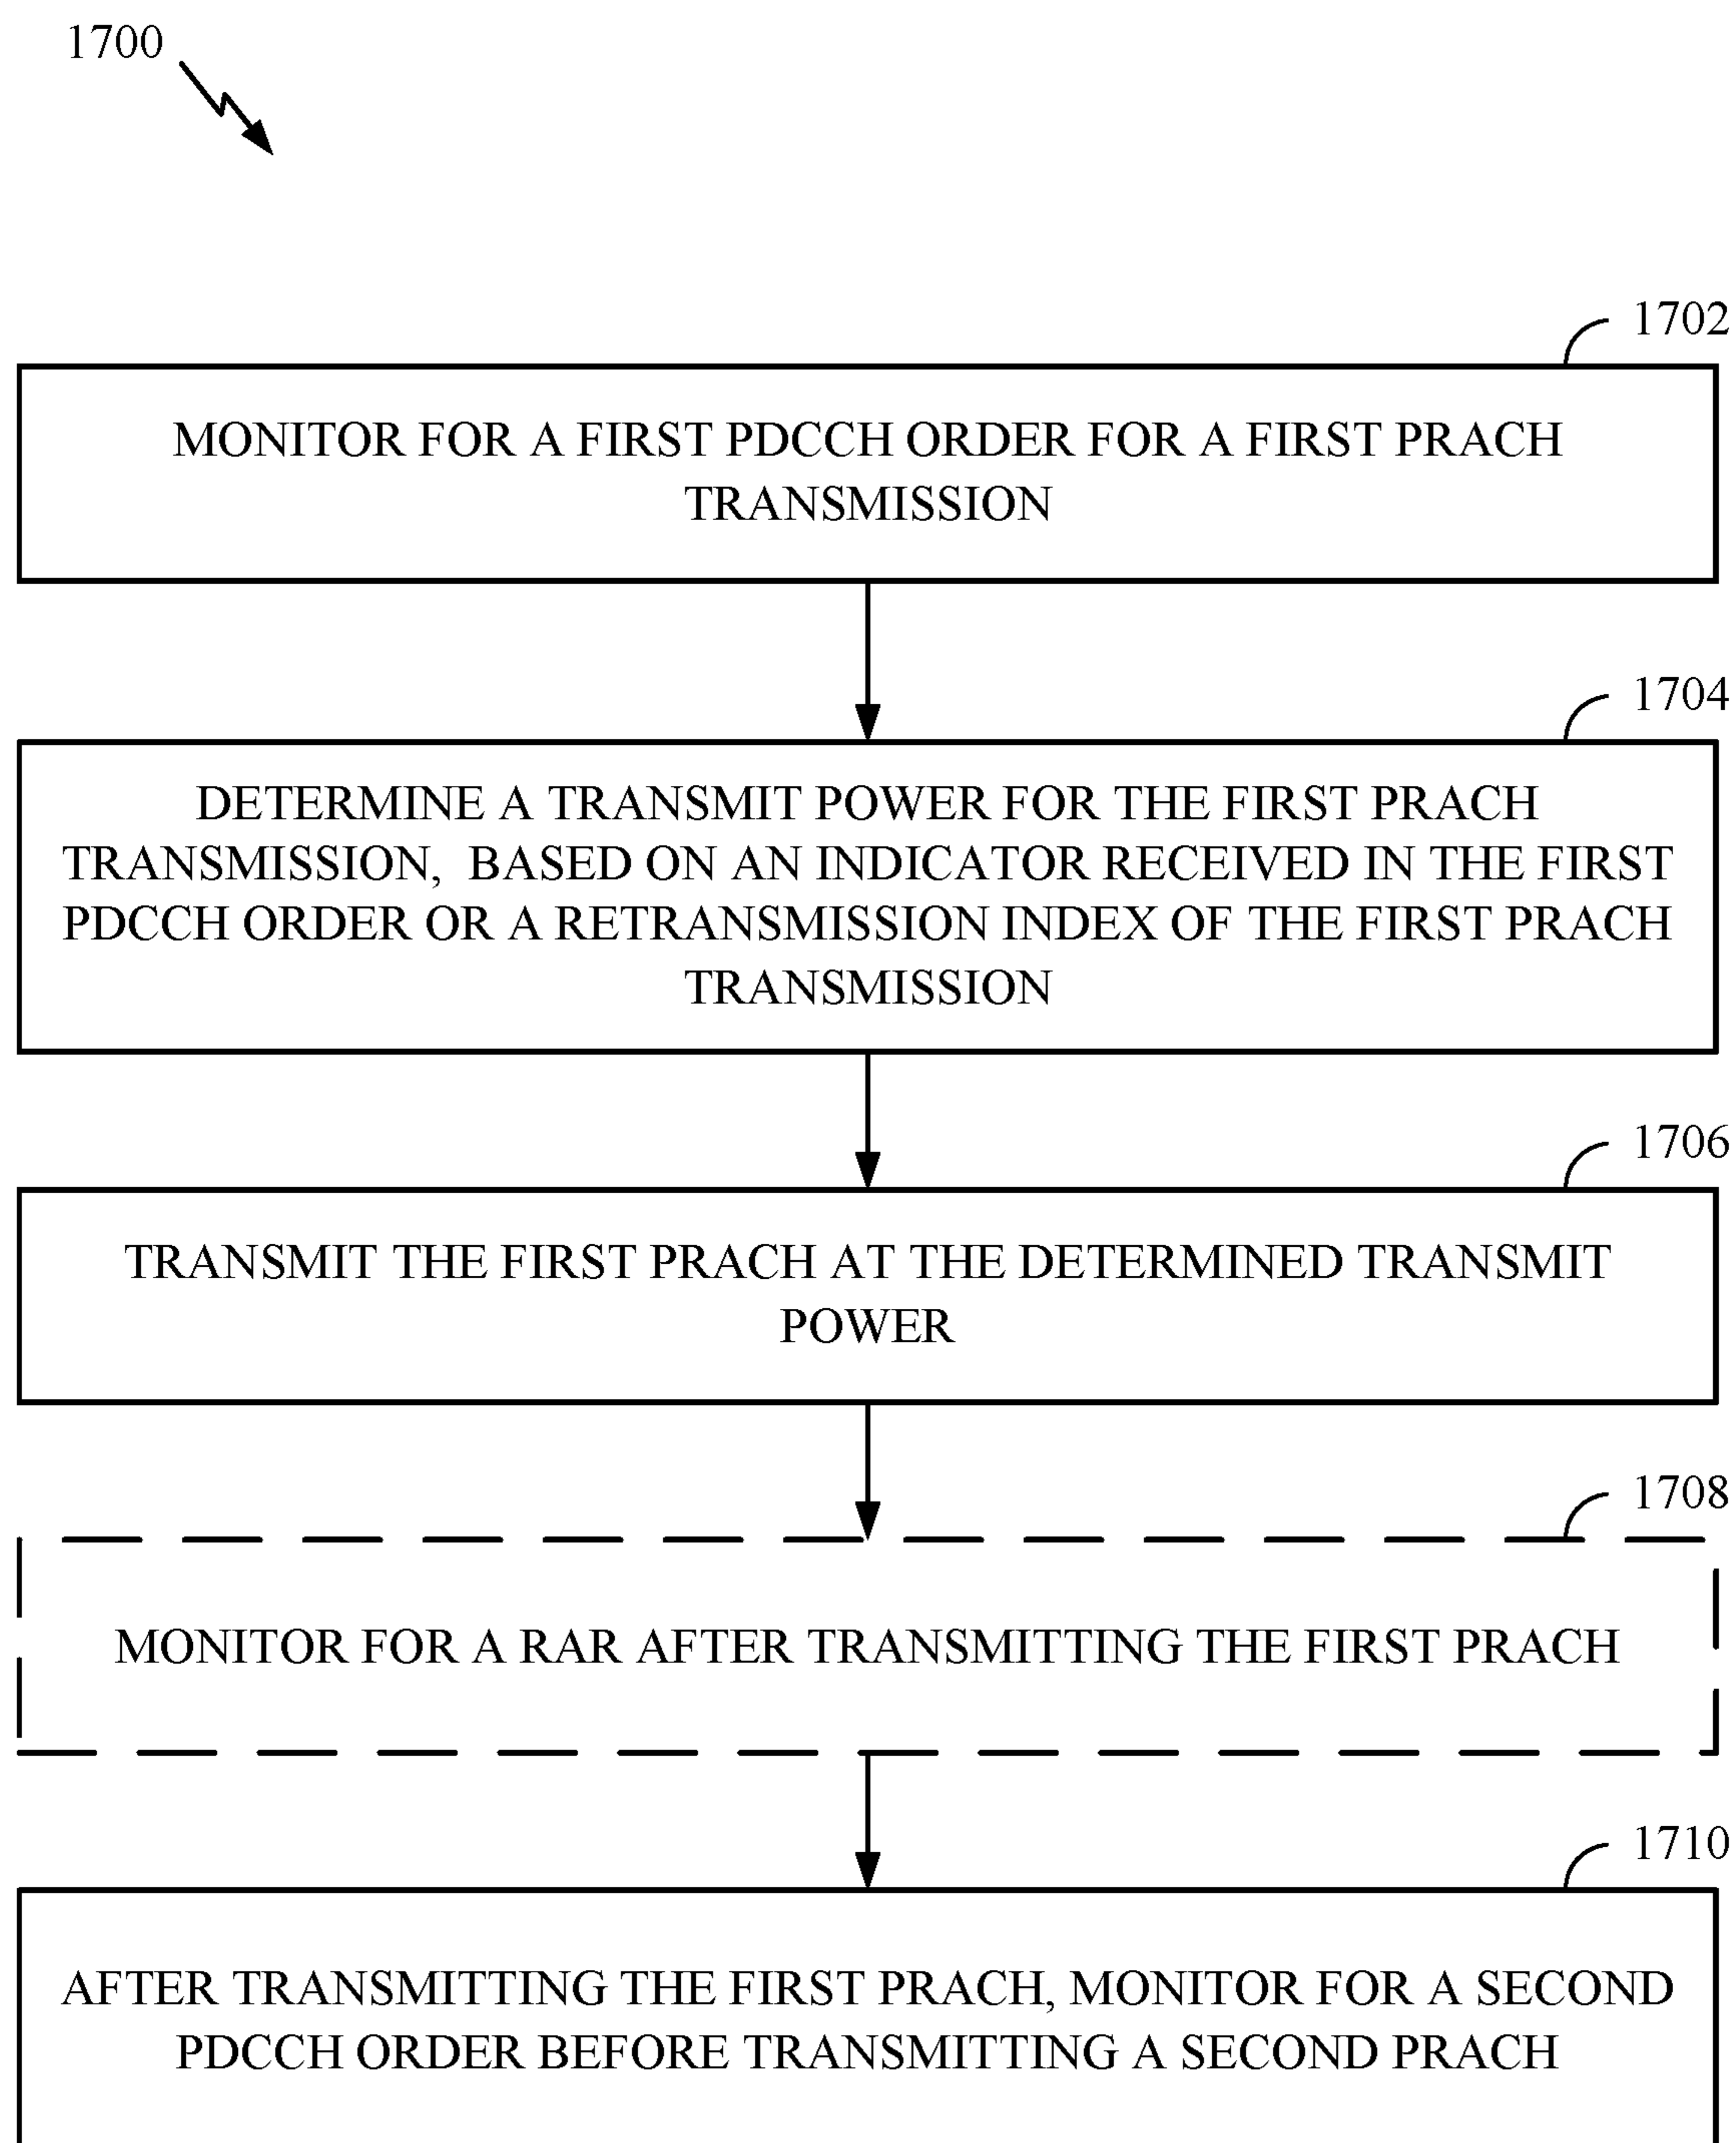 1700
1702
MONITOR FOR A FIRST PDCCH ORDER FOR A FIRST PRACH
TRANSMISSION
1704
DETERMINE A TRANSMIT POWER FOR THE FIRST PRACH
TRANSMISSION, BASED ON AN INDICATOR RECEIVED IN THE FIRST
PDCCH ORDER OR A RETRANSMISSION INDEX OF THE FIRST PRACH
TRANSMISSION
1706
TRANSMIT THE FIRST PRACH AT THE DETERMINED TRANSMIT
POWER
1708
MONITOR FOR A RAR AFTER TRANSMITTING THE FIRST PRACH
1710
AFTER TRANSMITTING THE FIRST PRACH, MONITOR FOR A SECOND
PDCCH ORDER BEFORE TRANSMITTING A SECOND PRACH